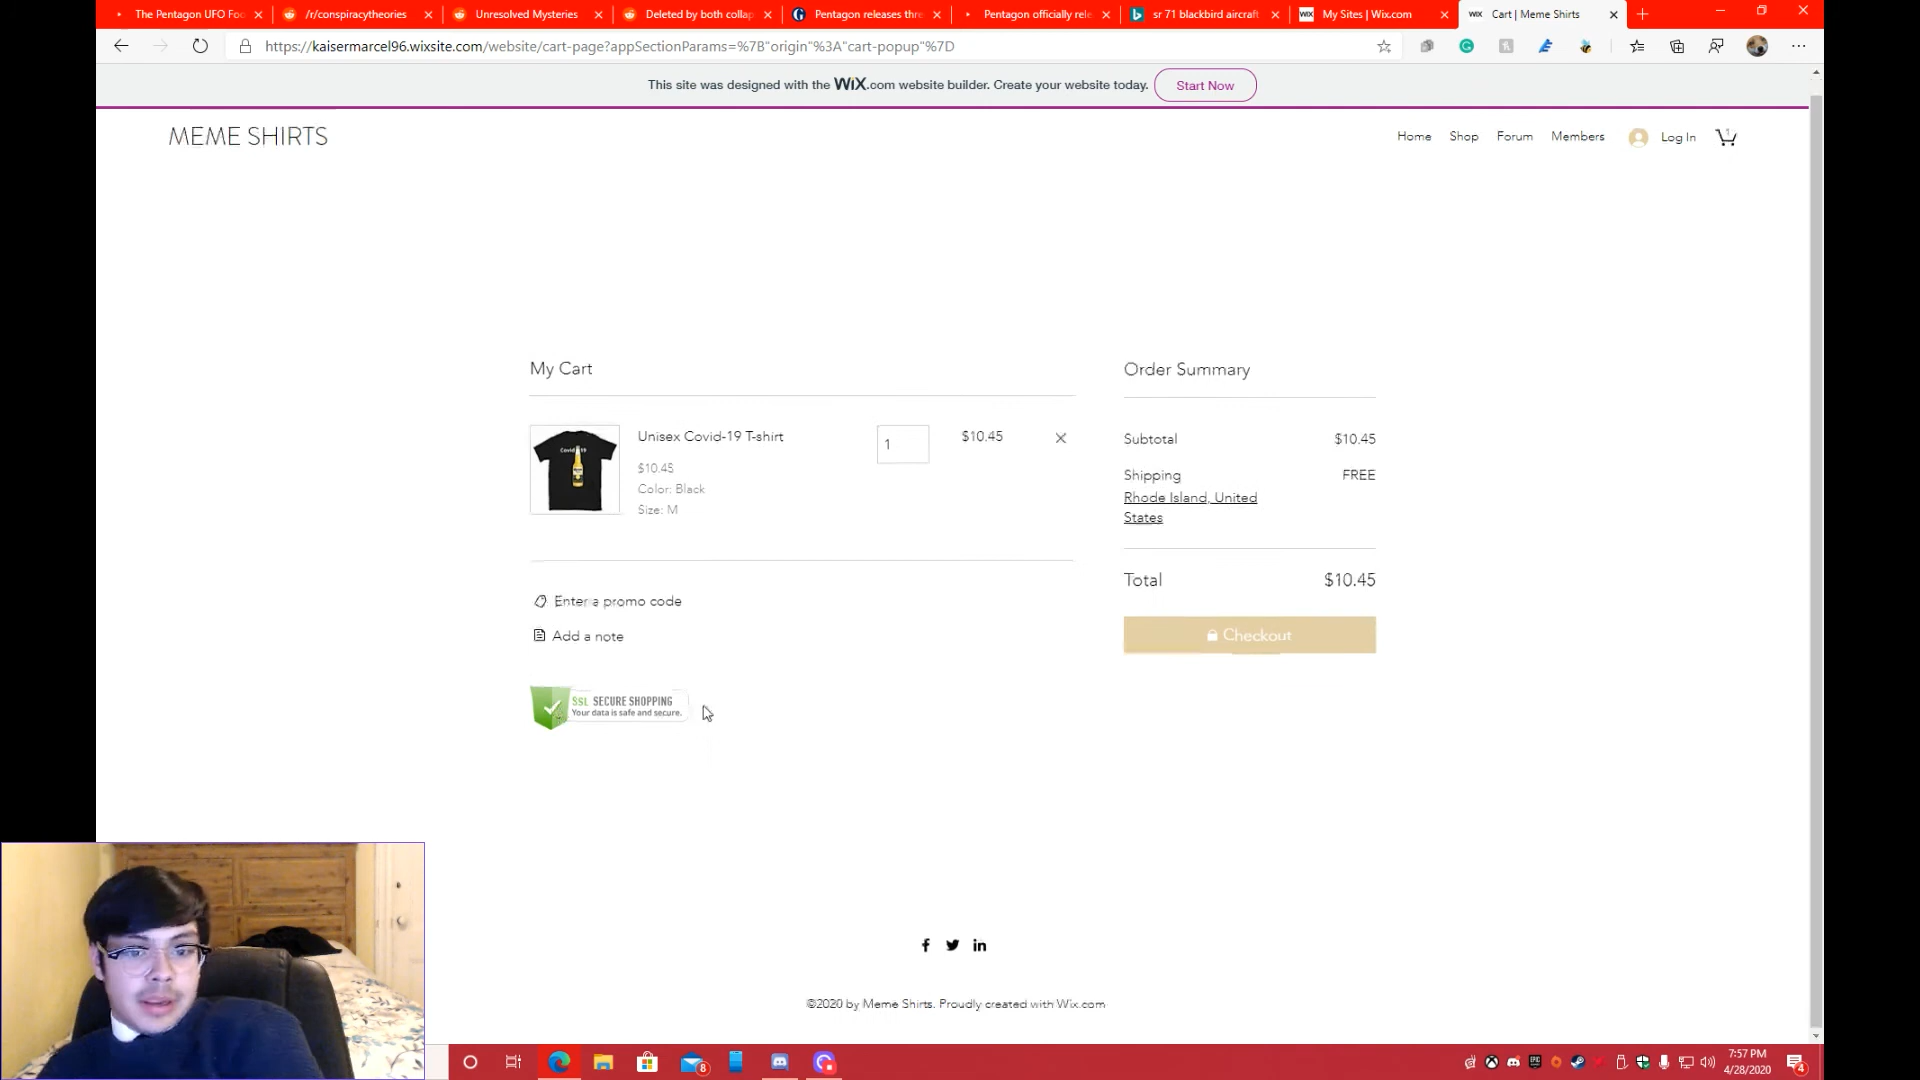 The Pentagon UFO Foo
/r/conspiracytheories
Unresolved Mysteries
Deleted by both collap
Pentagon releases thre
Pentagon officially rele
sr 71 blackbird aircraft
My Sites | Wix.com
Cart | Meme Shirts
https://kaisermarcel96.wixsite.com/website/cart-page?appSectionParams=%7B"origin"%3A"cart-popup"%7D
This site was designed with the WiX.com website builder. Create your website today. Start Now
MEME SHIRTS
Home Shop Forum Members Log In 1
My Cart
Order Summary
Covid-19
Unisex Covid-19 T-shirt
1
$10.45
$10.45
Color: Black
Size: M
Subtotal $10.45
Shipping FREE
Rhode Island, United
States
Total $10.45
Checkout
Enter a promo code
Add a note
SSL SECURE SHOPPING
Your data is safe and secure.
©2020 by Meme Shirts. Proudly created with Wix.com
8
7:57 PM
4/28/2020
4